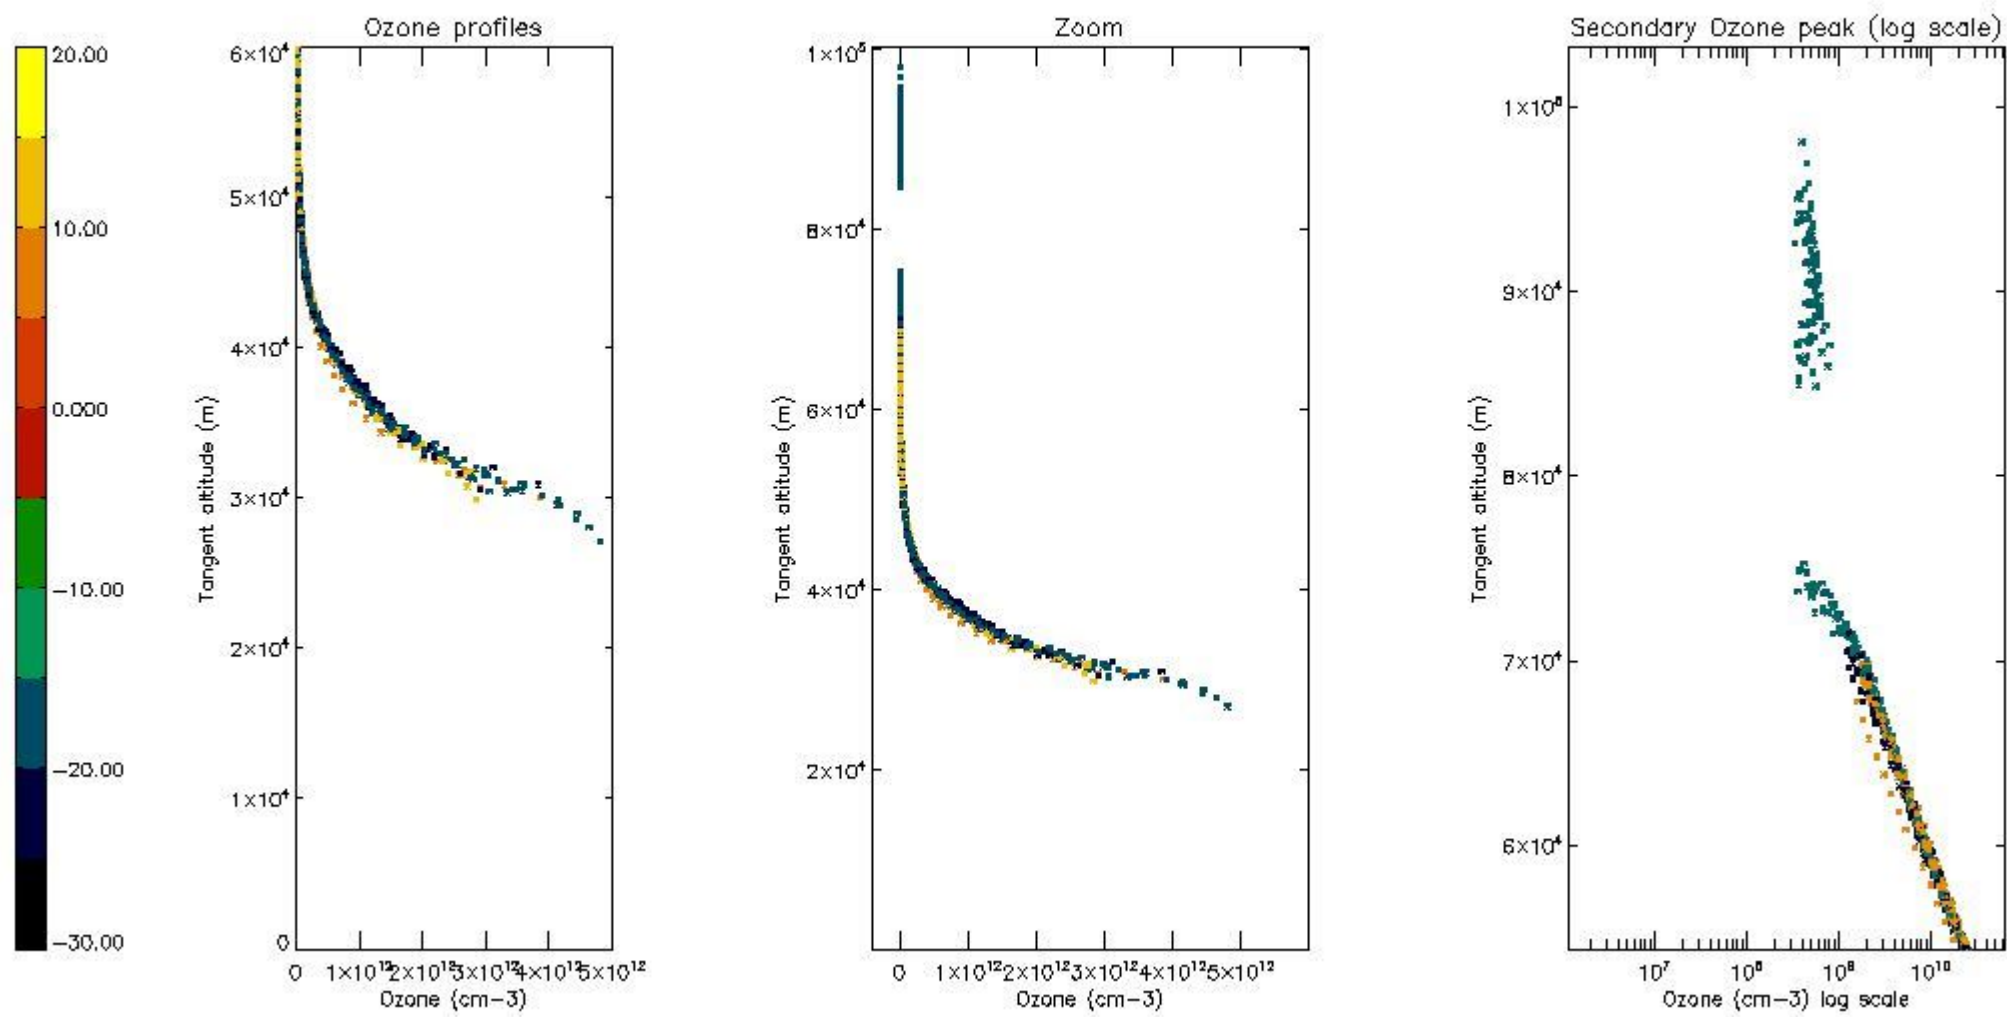 Ozone profiles
Zoom
Secondary Ozone peak (log scale)
20.00
10.00
0.000
−10.00
−20.00
−30.00
6×10⁴
5×10⁴
4×10⁴
3×10⁴
2×10⁴
1×10⁴
0
Tangent altitude (m)
0 1×10¹² 2×10¹² 3×10¹² 4×10¹² 5×10¹²
Ozone (cm−3)
1×10⁵
8×10⁴
6×10⁴
4×10⁴
2×10⁴
Tangent altitude (m)
0 1×10¹² 2×10¹² 3×10¹² 4×10¹² 5×10¹²
Ozone (cm−3)
9×10⁴
8×10⁴
7×10⁴
6×10⁴
Tangent altitude (m)
10⁷ 10⁸ 10⁹ 10¹⁰
Ozone (cm−3) log scale